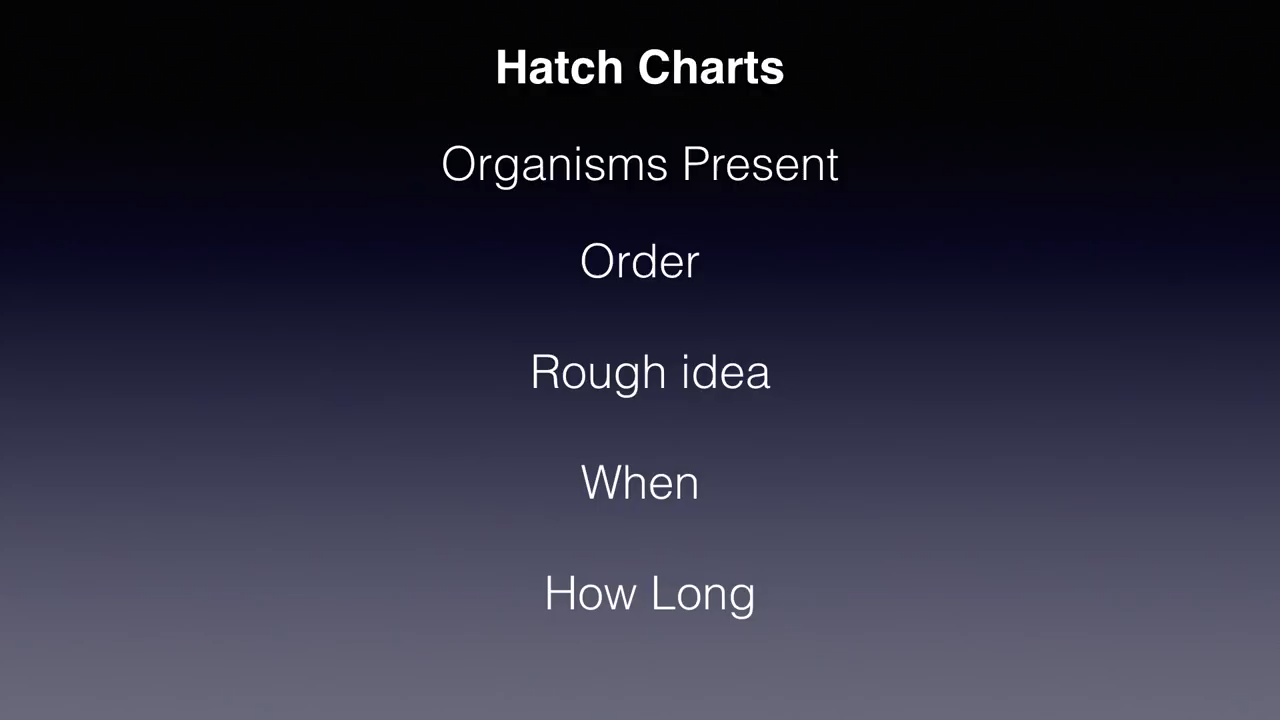 Hatch Charts
Organisms Present
Order
Rough idea
When
How Long